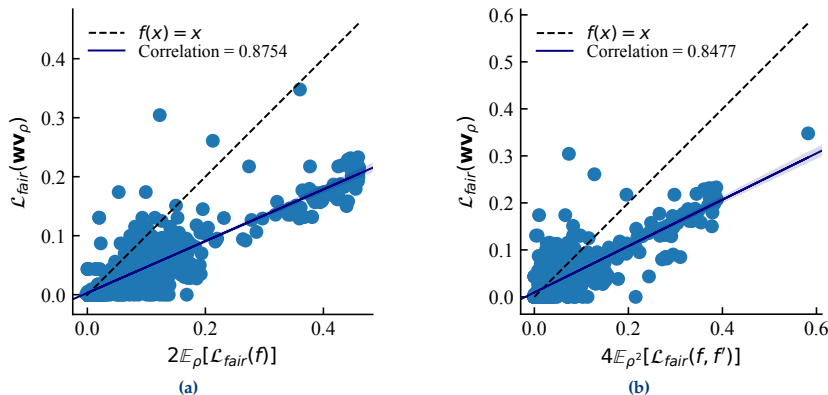 f(x) = x
Correlation = 0.8754
0.4
0.3
0.2
0.1
0.0
ℒ_fair(wv_ρ)
0.0 0.2 0.4
2𝔼_ρ[ℒ_fair(f)]
(a)
f(x) = x
Correlation = 0.8477
0.6
0.5
0.4
0.3
0.2
0.1
0.0
ℒ_fair(wv_ρ)
0.0 0.2 0.4 0.6
4𝔼_ρ²[ℒ_fair(f, f′)]
(b)